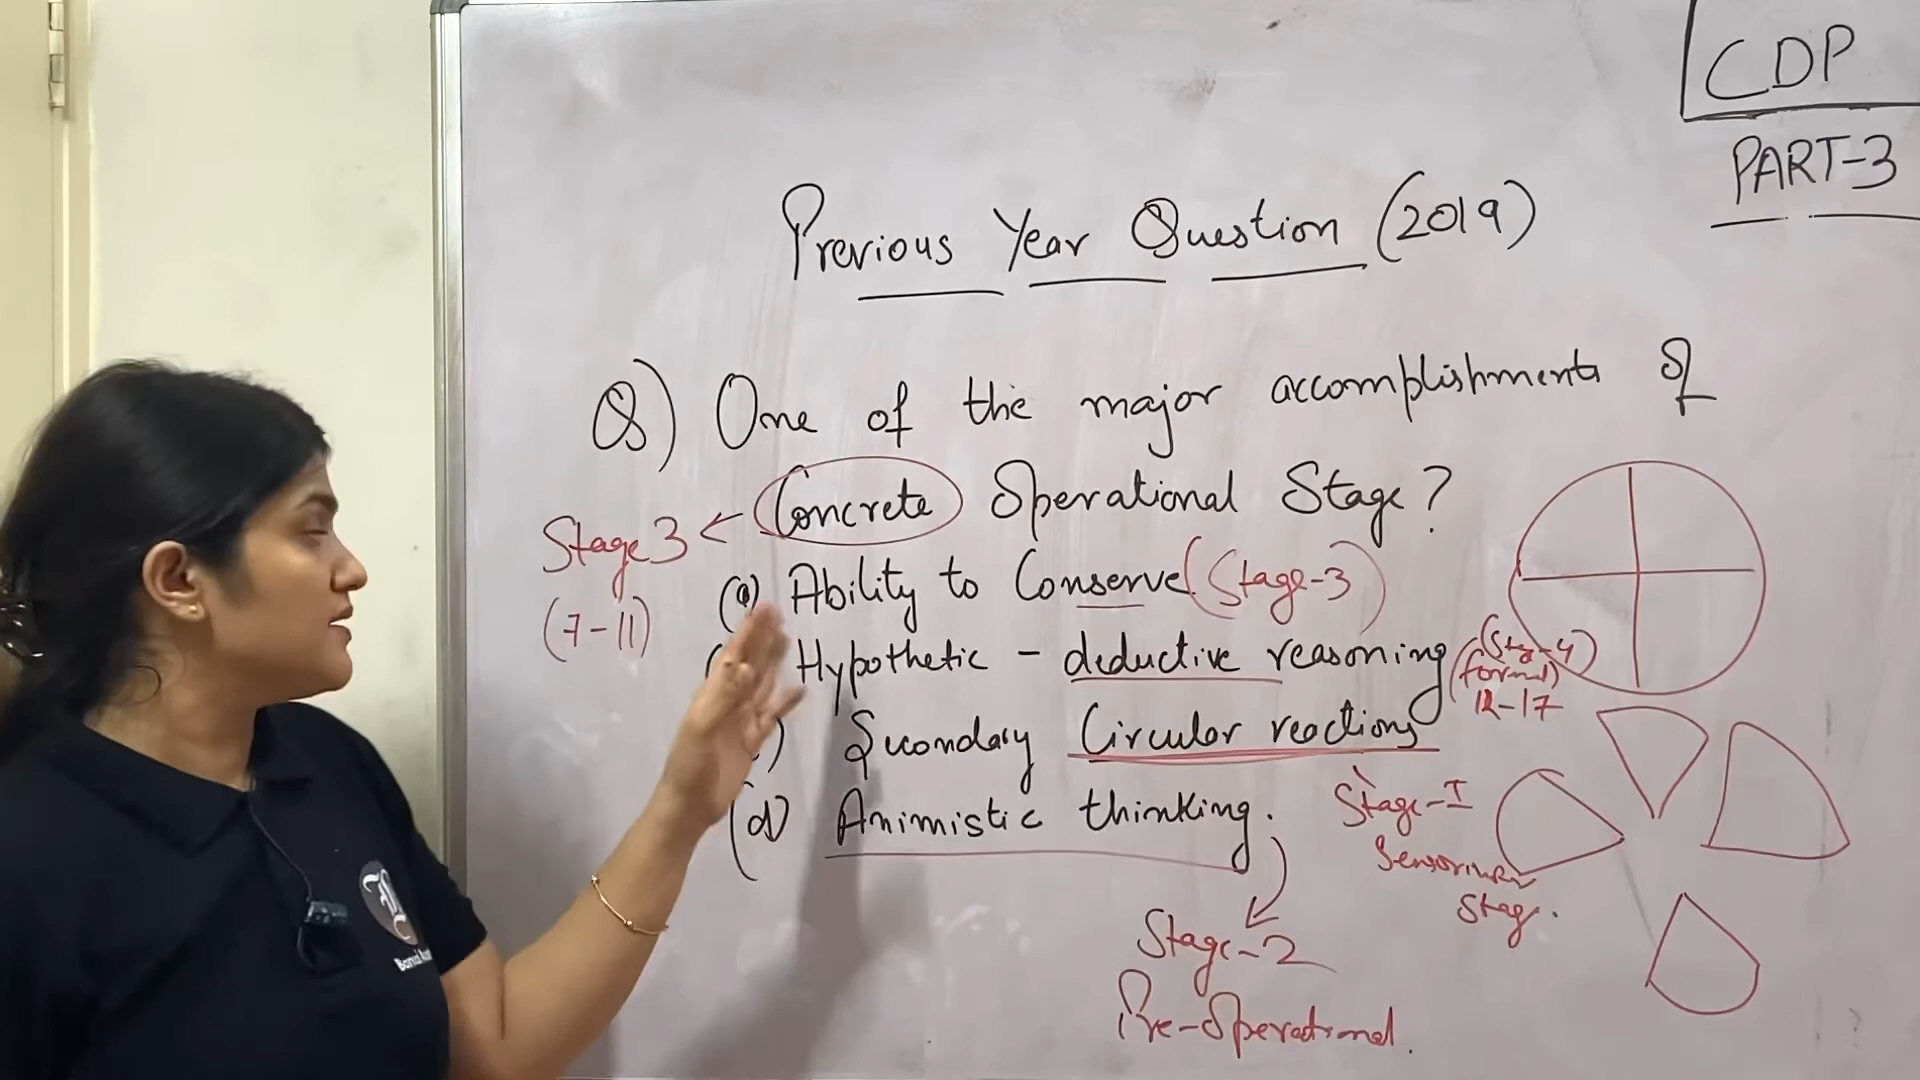 CDP
PART-3
Previous Year Question (2019)
Q) One of the major accomplishments of
Concrete Operational Stage?
Stage 3 ←
(7-11)
(a) Ability to Conserve (Stage-3)
Hypothetic - deductive reasoning (Stg-4)
(formal)
12-17
Secondary Circular reactions
Stage-I
Stage.
(d) Animistic thinking.
Stage-2
Pre-Operational.